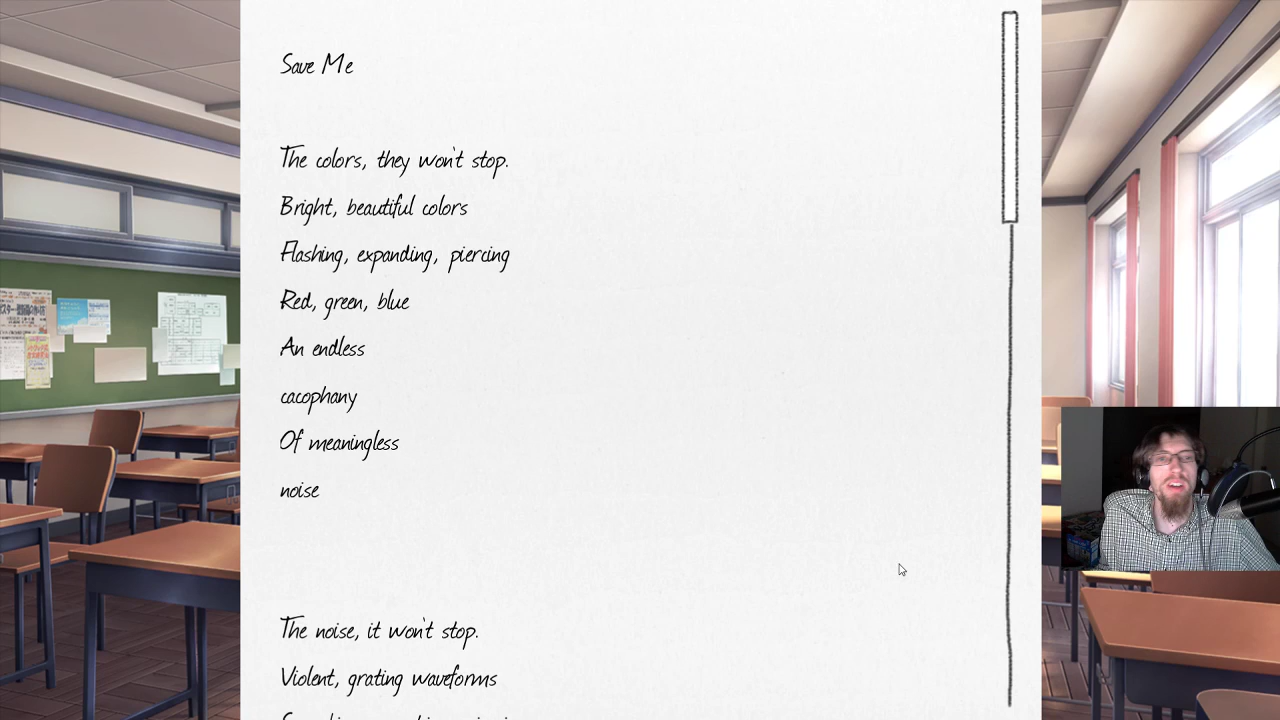 Save Me
The colors, they won't stop.
Bright, beautiful colors
Flashing, expanding, piercing
Red, green, blue
An endless
cacophany
Of meaningless
noise
The noise, it won't stop.
Violent, grating waveforms